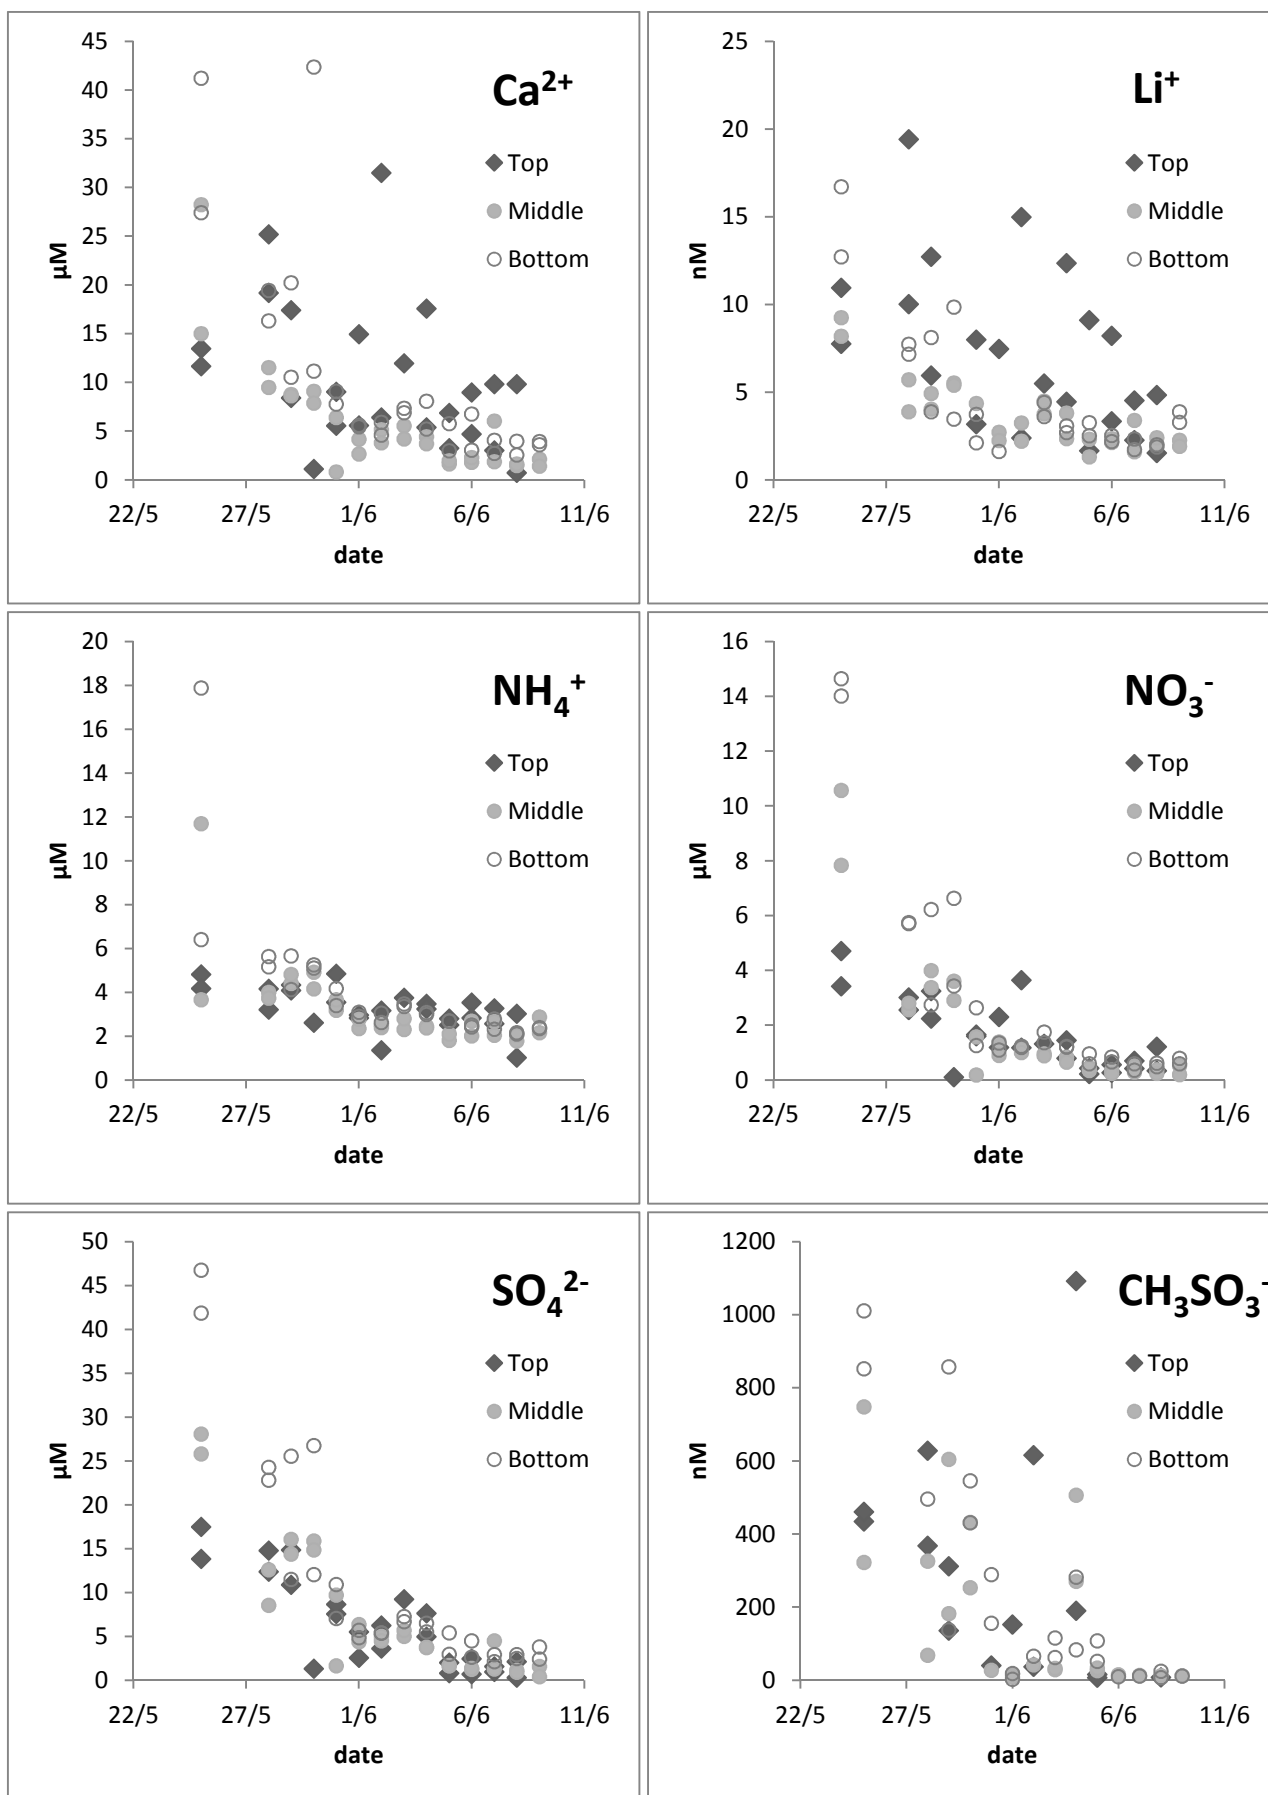 45
40
35
30
25
20
15
10
5
0
µM
22/5 27/5 1/6 6/6 11/6
date
Ca²⁺
Top
Middle
Bottom
25
20
15
10
5
0
nM
22/5 27/5 1/6 6/6 11/6
date
Li⁺
Top
Middle
Bottom
20
18
16
14
12
10
8
6
4
2
0
µM
22/5 27/5 1/6 6/6 11/6
date
NH₄⁺
Top
Middle
Bottom
16
14
12
10
8
6
4
2
0
µM
22/5 27/5 1/6 6/6 11/6
date
NO₃⁻
Top
Middle
Bottom
50
45
40
35
30
25
20
15
10
5
0
µM
22/5 27/5 1/6 6/6 11/6
date
SO₄²⁻
Top
Middle
Bottom
1200
1000
800
600
400
200
0
nM
22/5 27/5 1/6 6/6 11/6
date
CH₃SO₃⁻
Top
Middle
Bottom